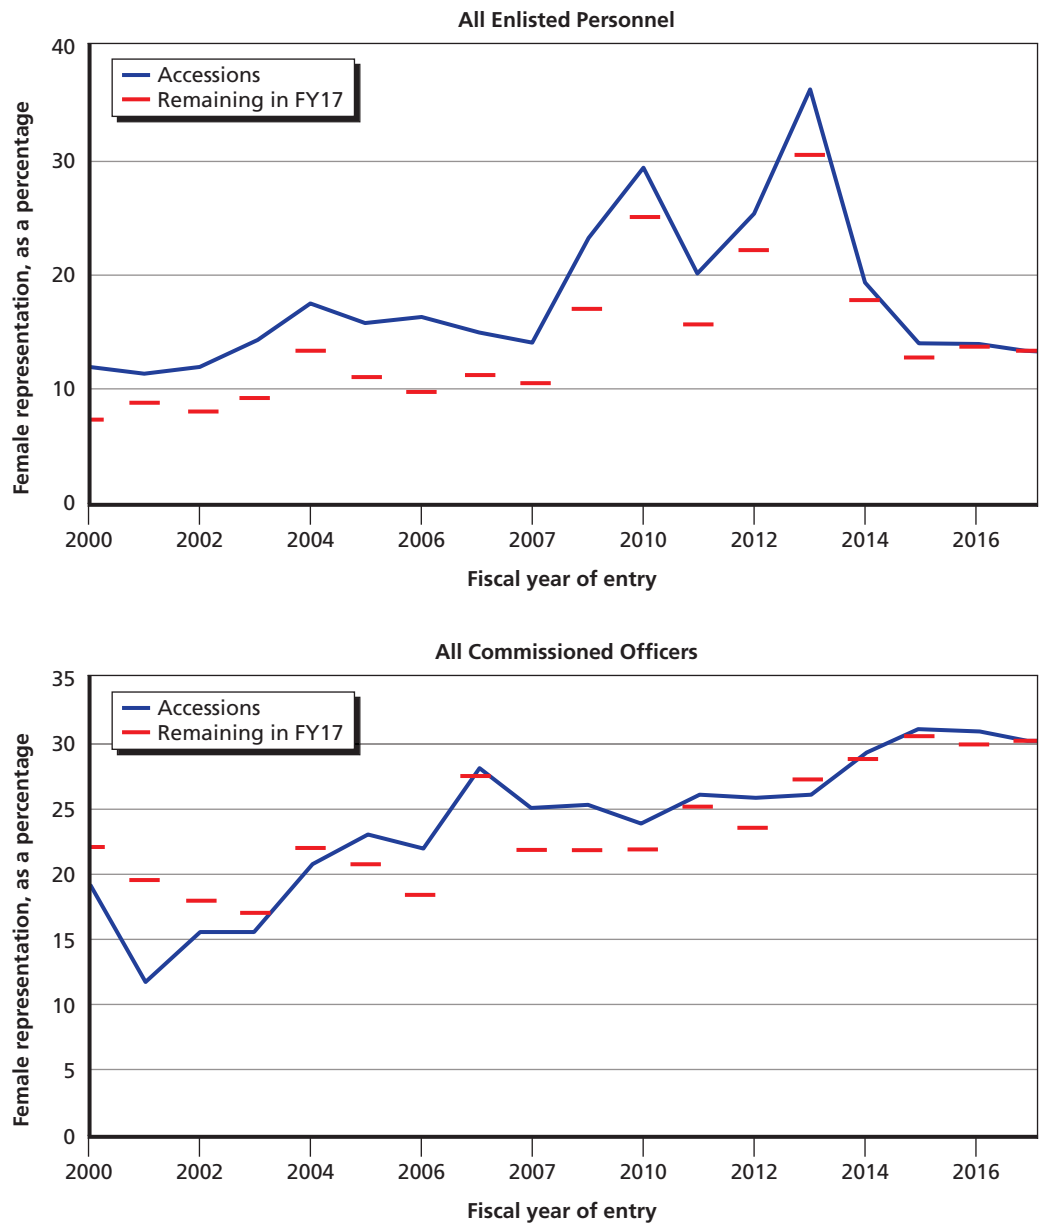 All Enlisted Personnel
40
30
20
10
0
Female representation, as a percentage
Accessions
Remaining in FY17
2000 2002 2004 2006 2007 2010 2012 2014 2016
Fiscal year of entry
All Commissioned Officers
35
30
25
20
15
10
5
0
Female representation, as a percentage
Accessions
Remaining in FY17
2000 2002 2004 2006 2007 2010 2012 2014 2016
Fiscal year of entry